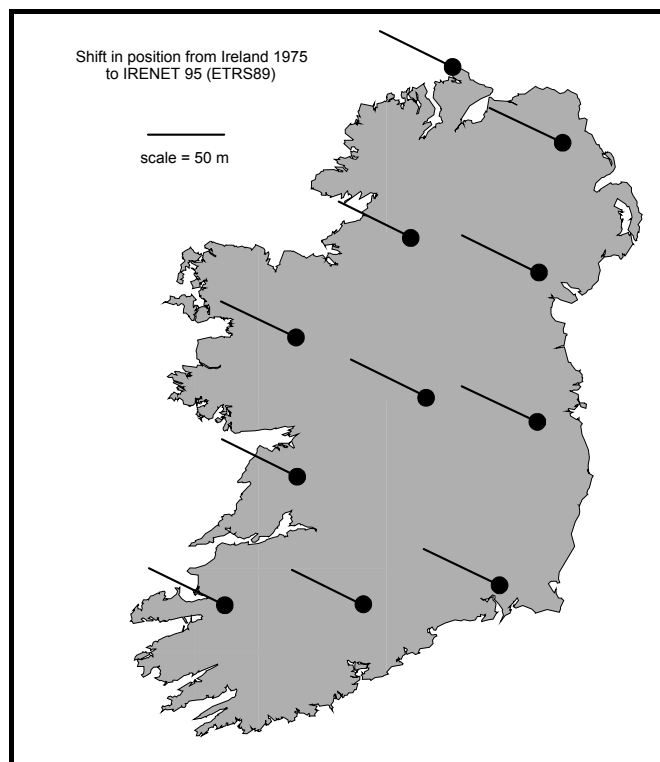 Shift in position from Ireland 1975
to IRENET 95 (ETRS89)
scale = 50 m